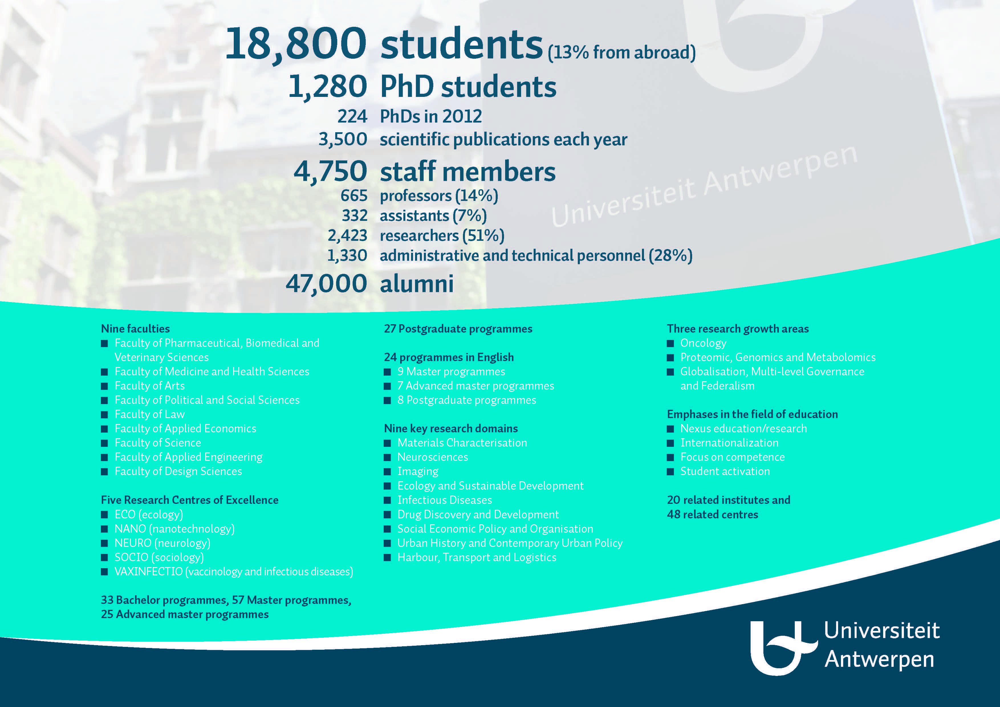 18,800 students (13% from abroad)
1,280 PhD students
224 PhDs in 2012
3,500 scientific publications each year
4,750 staff members
665 professors (14%)
332 assistants (7%)
2,423 researchers (51%)
1,330 administrative and technical personnel (28%)
47,000 alumni
Universiteit Antwerpen
Nine faculties
Faculty of Pharmaceutical, Biomedical and
Veterinary Sciences
Faculty of Medicine and Health Sciences
Faculty of Arts
Faculty of Political and Social Sciences
Faculty of Law
Faculty of Applied Economics
Faculty of Science
Faculty of Applied Engineering
Faculty of Design Sciences
Five Research Centres of Excellence
ECO (ecology)
NANO (nanotechnology)
NEURO (neurology)
SOCIO (sociology)
VAXINFECTIO (vaccinology and infectious diseases)
33 Bachelor programmes, 57 Master programmes,
25 Advanced master programmes
27 Postgraduate programmes
24 programmes in English
9 Master programmes
7 Advanced master programmes
8 Postgraduate programmes
Nine key research domains
Materials Characterisation
Neurosciences
Imaging
Ecology and Sustainable Development
Infectious Diseases
Drug Discovery and Development
Social Economic Policy and Organisation
Urban History and Contemporary Urban Policy
Harbour, Transport and Logistics
Three research growth areas
Oncology
Proteomic, Genomics and Metabolomics
Globalisation, Multi-level Governance
and Federalism
Emphases in the field of education
Nexus education/research
Internationalization
Focus on competence
Student activation
20 related institutes and
48 related centres
Universiteit
Antwerpen